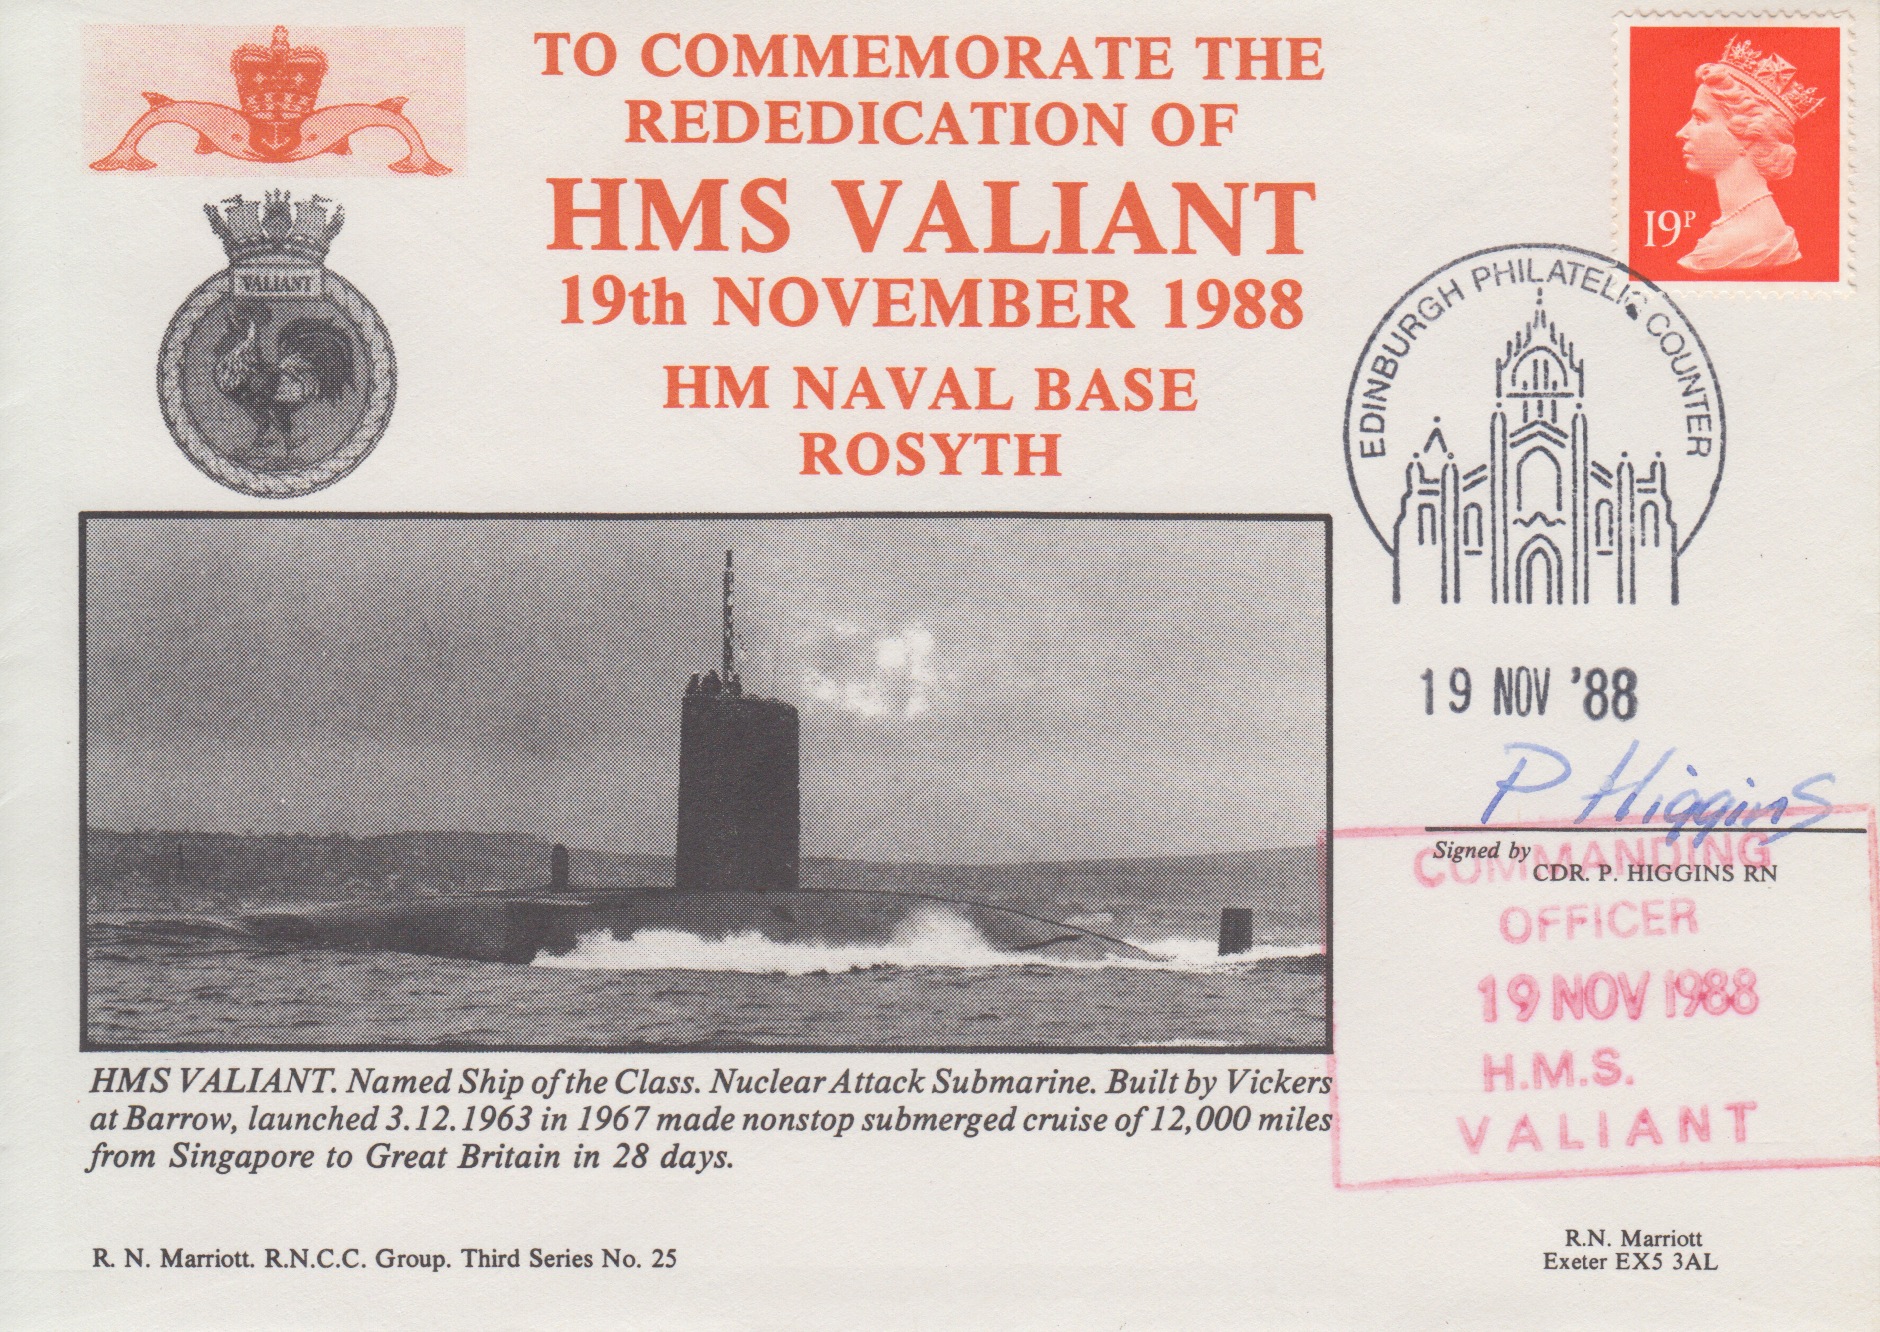 TO COMMEMORATE THE
REDEDICATION OF
HMS VALIANT
19th NOVEMBER 1988
HM NAVAL BASE
ROSYTH
VALIANT
19P
EDINBURGH PHILATELIC COUNTER
19 NOV '88
P Higgins
Signed by
CDR. P. HIGGINS RN
COMMANDING
OFFICER
19 NOV 1988
H.M.S.
VALIANT
HMS VALIANT. Named Ship of the Class. Nuclear Attack Submarine. Built by Vickers
at Barrow, launched 3.12.1963 in 1967 made nonstop submerged cruise of 12,000 miles
from Singapore to Great Britain in 28 days.
R. N. Marriott. R.N.C.C. Group. Third Series No. 25
R.N. Marriott
Exeter EX5 3AL